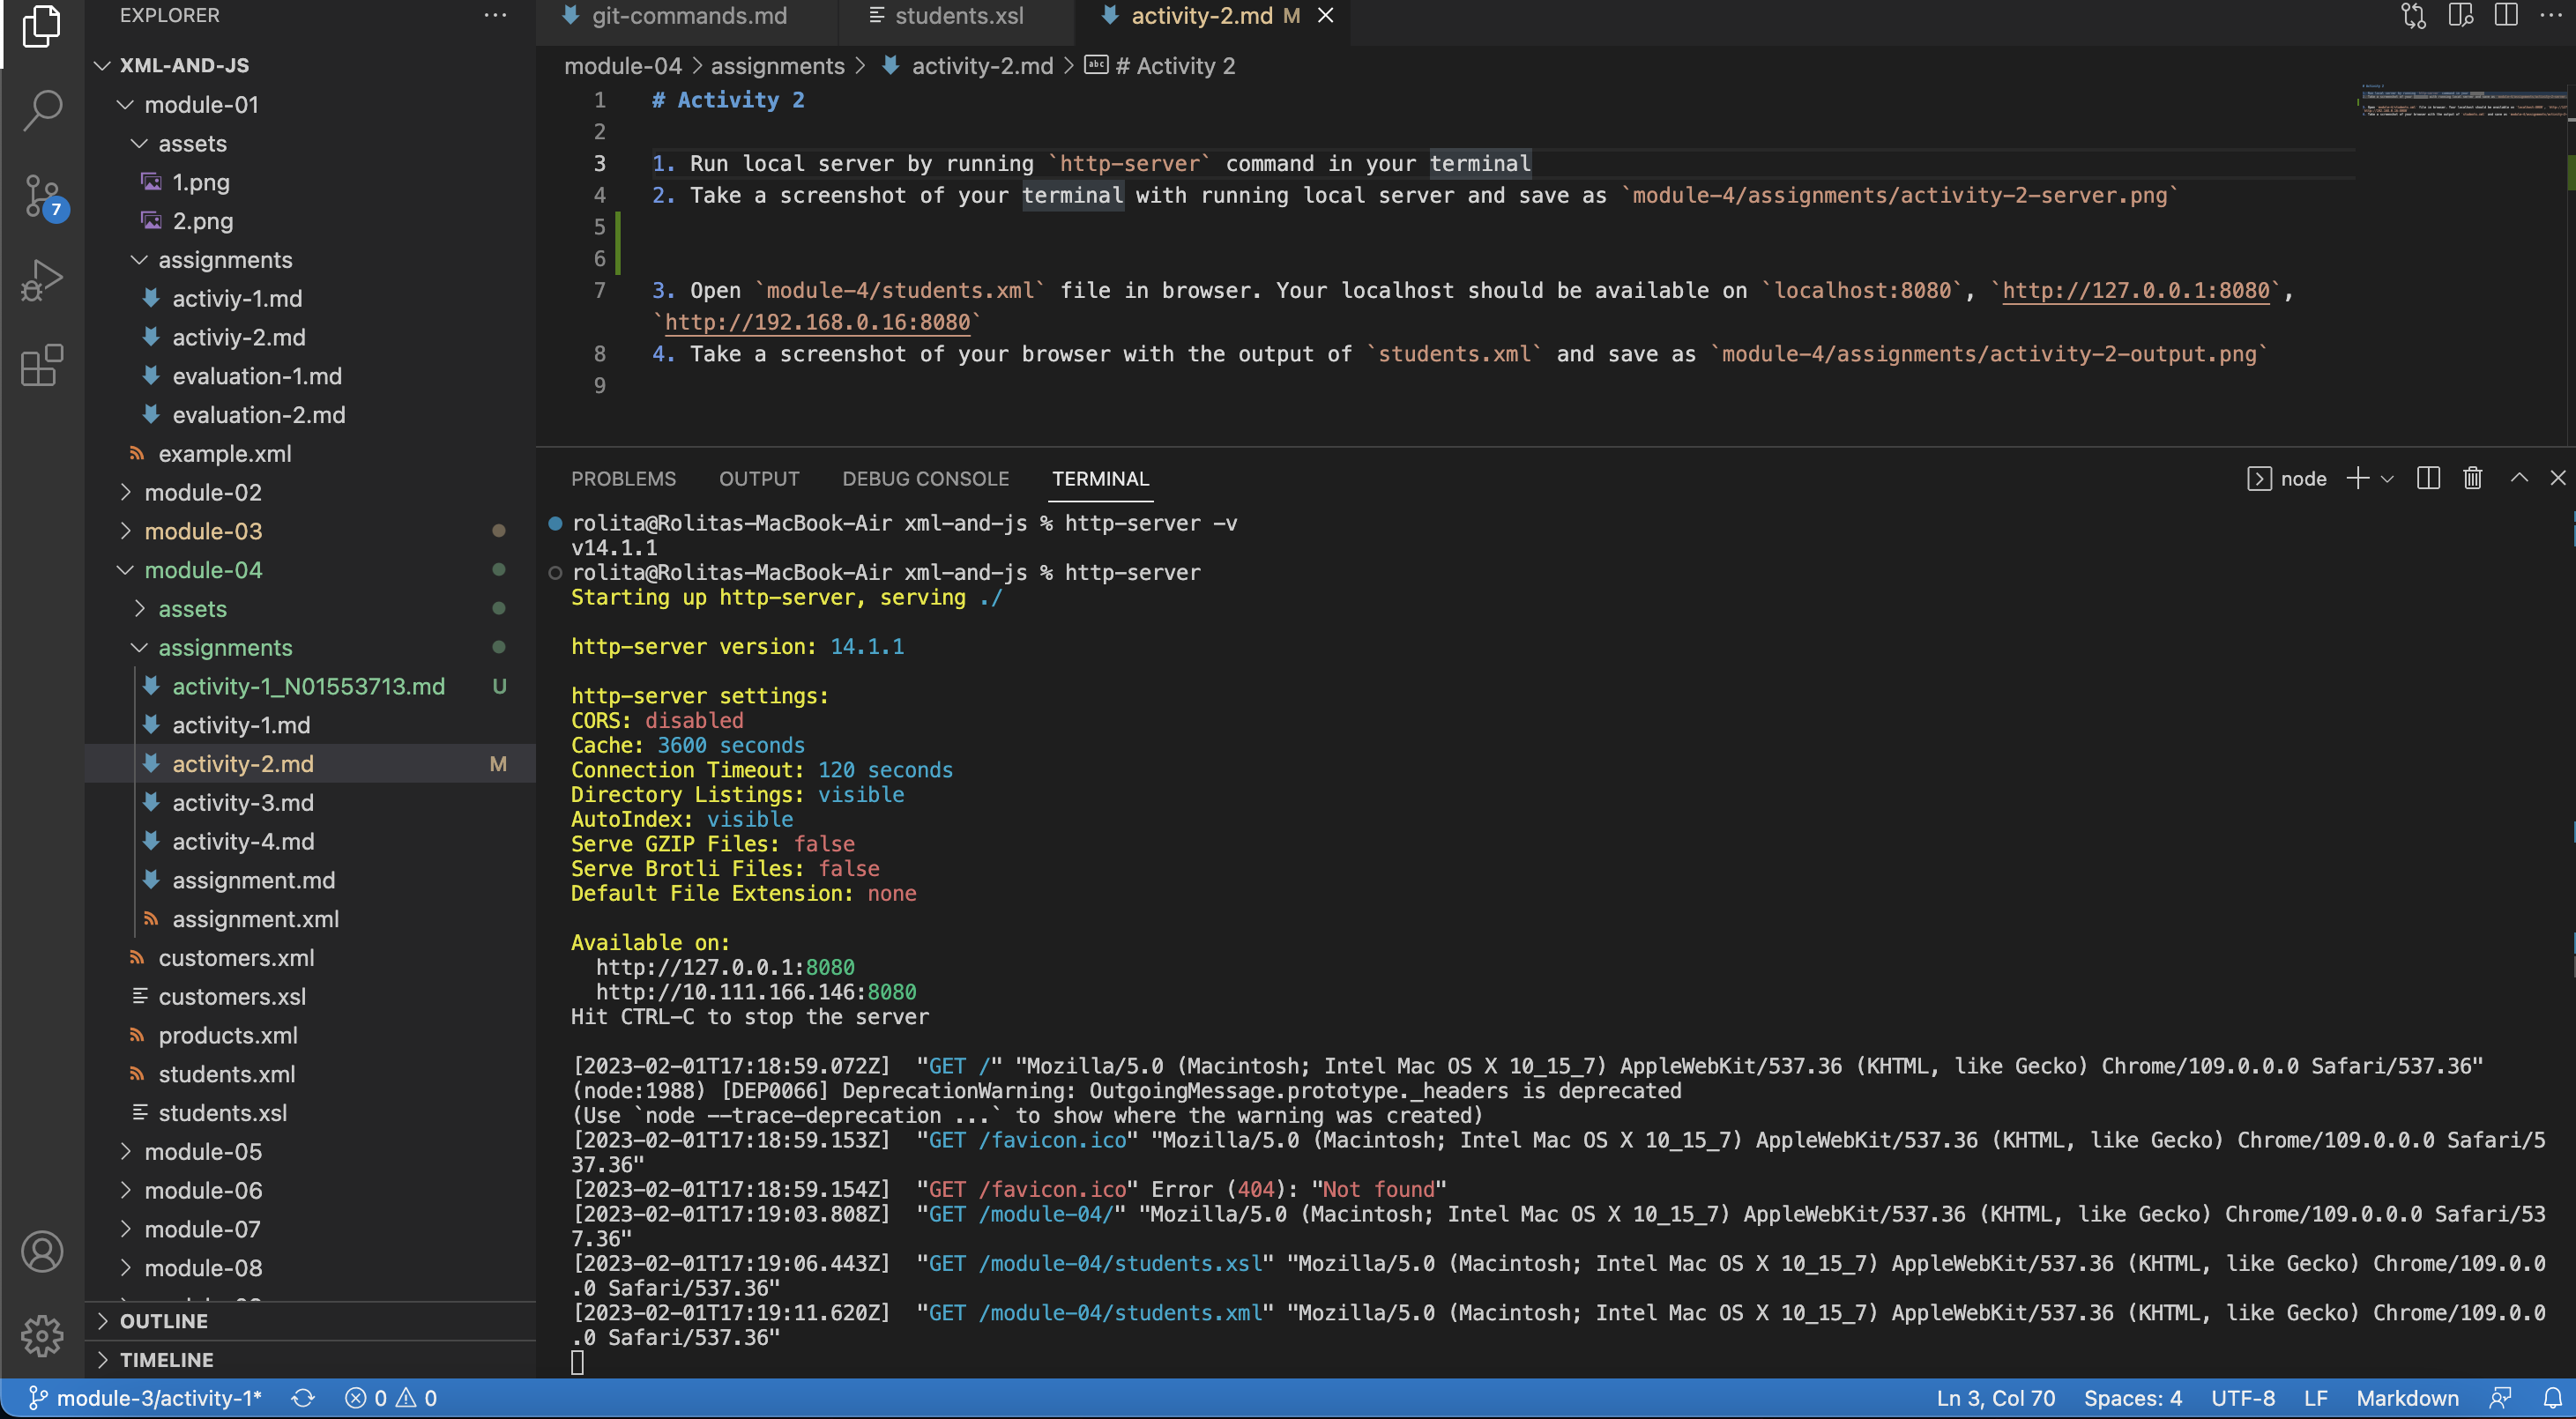 EXPLORER
XML-AND-JS
module-01
assets
1.png
2.png
assignments
activiy-1.md
activiy-2.md
evaluation-1.md
evaluation-2.md
example.xml
module-02
module-03
module-04
assets
assignments
activity-1_N01553713.md U
activity-1.md
activity-2.md M
activity-3.md
activity-4.md
assignment.md
assignment.xml
customers.xml
customers.xsl
products.xml
students.xml
students.xsl
module-05
module-06
module-07
module-08
OUTLINE
TIMELINE
7
git-commands.md
students.xsl
activity-2.md M
module-04 > assignments > activity-2.md > # Activity 2
1 # Activity 2
2
3 1. Run local server by running `http-server` command in your terminal
4 2. Take a screenshot of your terminal with running local server and save as `module-4/assignments/activity-2-server.png`
5
6
7 3. Open `module-4/students.xml` file in browser. Your localhost should be available on `localhost:8080`, `http://127.0.0.1:8080`,
`http://192.168.0.16:8080`
8 4. Take a screenshot of your browser with the output of `students.xml` and save as `module-4/assignments/activity-2-output.png`
9
PROBLEMS OUTPUT DEBUG CONSOLE TERMINAL
node
rolita@Rolitas-MacBook-Air xml-and-js % http-server -v
v14.1.1
rolita@Rolitas-MacBook-Air xml-and-js % http-server
Starting up http-server, serving ./
http-server version: 14.1.1
http-server settings:
CORS: disabled
Cache: 3600 seconds
Connection Timeout: 120 seconds
Directory Listings: visible
AutoIndex: visible
Serve GZIP Files: false
Serve Brotli Files: false
Default File Extension: none
Available on:
http://127.0.0.1:8080
http://10.111.166.146:8080
Hit CTRL-C to stop the server
[2023-02-01T17:18:59.072Z]  "GET /" "Mozilla/5.0 (Macintosh; Intel Mac OS X 10_15_7) AppleWebKit/537.36 (KHTML, like Gecko) Chrome/109.0.0.0 Safari/537.36"
(node:1988) [DEP0066] DeprecationWarning: OutgoingMessage.prototype._headers is deprecated
(Use `node --trace-deprecation ...` to show where the warning was created)
[2023-02-01T17:18:59.153Z]  "GET /favicon.ico" "Mozilla/5.0 (Macintosh; Intel Mac OS X 10_15_7) AppleWebKit/537.36 (KHTML, like Gecko) Chrome/109.0.0.0 Safari/5
37.36"
[2023-02-01T17:18:59.154Z]  "GET /favicon.ico" Error (404): "Not found"
[2023-02-01T17:19:03.808Z]  "GET /module-04/" "Mozilla/5.0 (Macintosh; Intel Mac OS X 10_15_7) AppleWebKit/537.36 (KHTML, like Gecko) Chrome/109.0.0.0 Safari/53
7.36"
[2023-02-01T17:19:06.443Z]  "GET /module-04/students.xsl" "Mozilla/5.0 (Macintosh; Intel Mac OS X 10_15_7) AppleWebKit/537.36 (KHTML, like Gecko) Chrome/109.0.0
.0 Safari/537.36"
[2023-02-01T17:19:11.620Z]  "GET /module-04/students.xml" "Mozilla/5.0 (Macintosh; Intel Mac OS X 10_15_7) AppleWebKit/537.36 (KHTML, like Gecko) Chrome/109.0.0
.0 Safari/537.36"
module-3/activity-1* 0 0
Ln 3, Col 70 Spaces: 4 UTF-8 LF Markdown